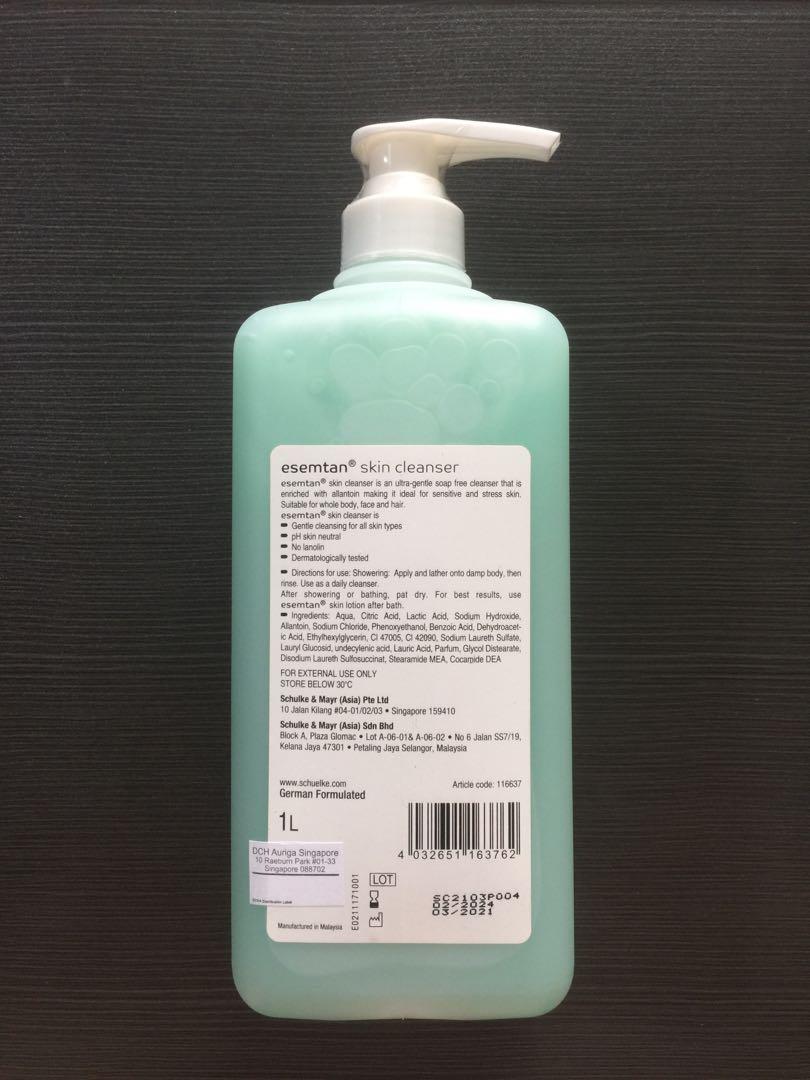 esemtan® skin cleanser
esemtan® skin cleanser is an ultra-gentle soap free cleanser that is
enriched with allantoin making it ideal for sensitive and stress skin.
Suitable for whole body, face and hair.
esemtan® skin cleanser is
Gentle cleansing for all skin types
pH skin neutral
No lanolin
Dermatologically tested
Directions for use: Showering: Apply and lather onto damp body, then
rinse. Use as a daily cleanser.
After showering or bathing, pat dry. For best results, use
esemtan® skin lotion after bath.
Ingredients: Aqua, Citric Acid, Lactic Acid, Sodium Hydroxide,
Allantoin, Sodium Chloride, Phenoxyethanol, Benzoic Acid, Dehydroacet-
ic Acid, Ethylhexylglycerin, CI 47005, CI 42090, Sodium Laureth Sulfate,
Lauryl Glucosid, undecylenic acid, Lauric Acid, Parfum, Glycol Distearate,
Disodium Laureth Sulfosuccinat, Stearamide MEA, Cocamide DEA
FOR EXTERNAL USE ONLY
STORE BELOW 30°C
Schulke & Mayr (Asia) Pte Ltd
10 Jalan Kilang #04-01/02/03 • Singapore 159410
Schulke & Mayr (Asia) Sdn Bhd
Block A, Plaza Glomac • Lot A-06-01& A-06-02 • No 6 Jalan SS7/19,
Kelana Jaya 47301 • Petaling Jaya Selangor, Malaysia
www.schuelke.com Article code: 116637
German Formulated
1L
4 032651 163762
DCH Auriga Singapore
10 Raeburn Park #01-33
Singapore 088702
Distribution Label
E0211171001
LOT
SC2103P004
02/2024
03/2021
Manufactured in Malaysia